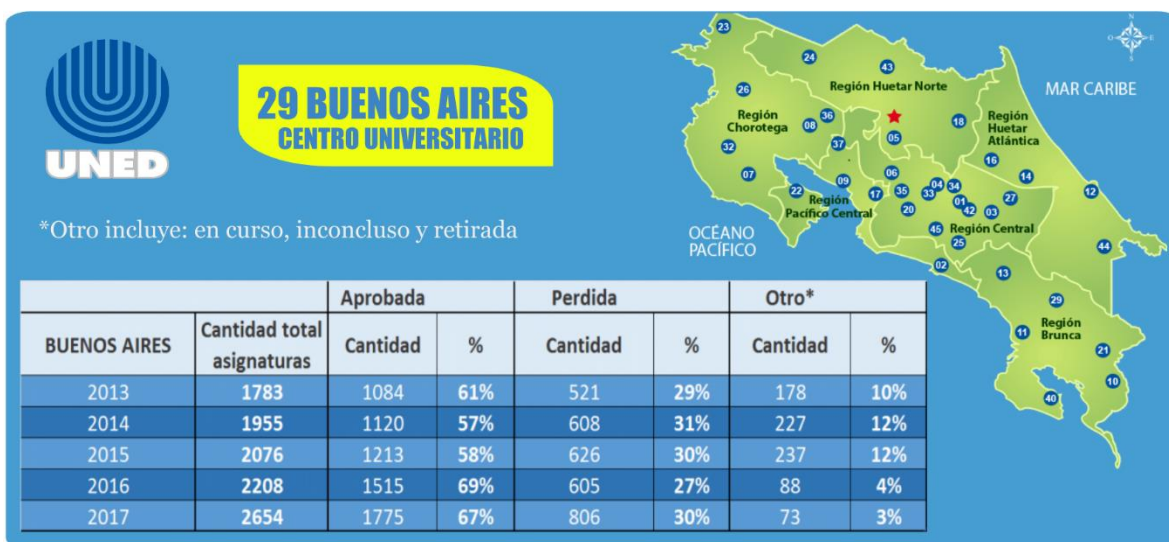 UNED
29 BUENOS AIRES
CENTRO UNIVERSITARIO
*Otro incluye: en curso, inconcluso y retirada
Aprobada Perdida Otro*
BUENOS AIRES Cantidad total asignaturas Cantidad % Cantidad % Cantidad %
2013 1783 1084 61% 521 29% 178 10%
2014 1955 1120 57% 608 31% 227 12%
2015 2076 1213 58% 626 30% 237 12%
2016 2208 1515 69% 605 27% 88 4%
2017 2654 1775 67% 806 30% 73 3%
N
O E
S
23
24
43
Región Huetar Norte
MAR CARIBE
26
Región
Chorotega
36
08
18
Región
Huetar
Atlántica
05
32
37
16
07
06
09
14
22
17
35
04
34
33
27
12
01
Región
Pacífico Central
20
42
03
OCÉANO
PACÍFICO
45
Región Central
25
44
02
13
29
11
Región
Brunca
21
10
40